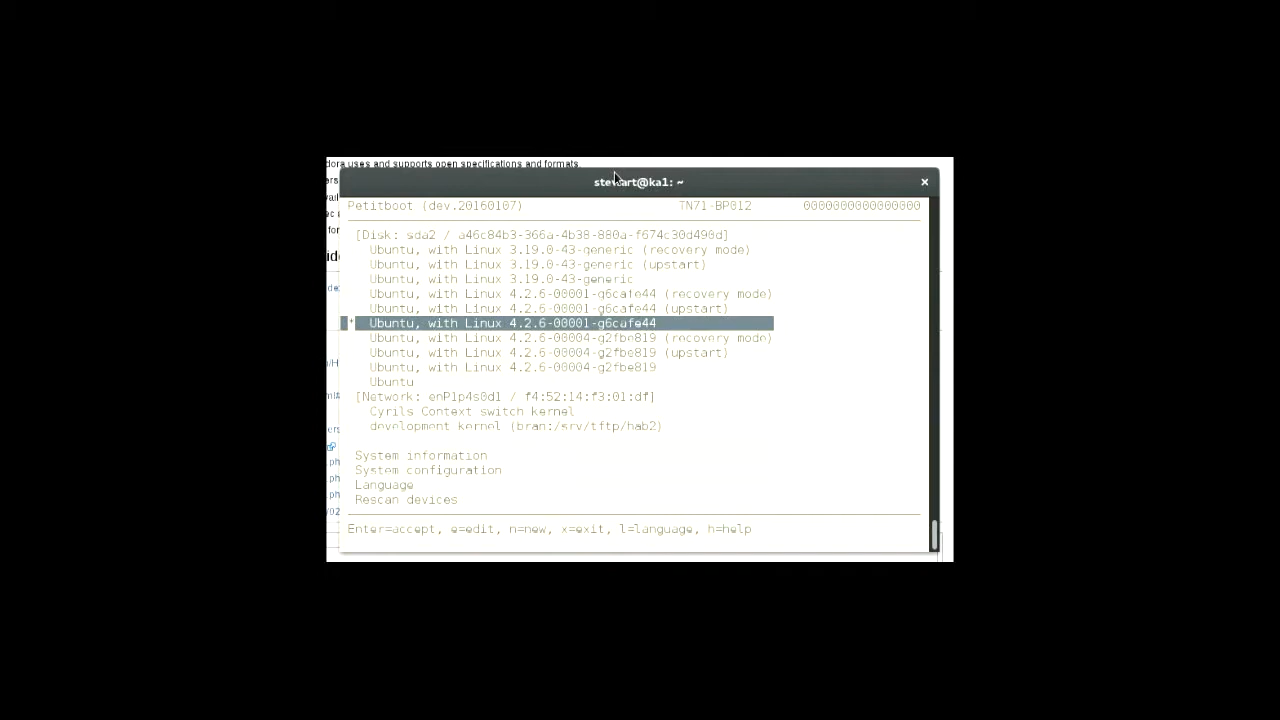 dora uses and supports open specifications and formats.
stewart@ka1: ~
Petitboot (dev.20160107) TN71-BP012 0000000000000000
[Disk: sda2 / a46c84b3-366a-4b38-880a-f674c30d490d]
Ubuntu, with Linux 3.19.0-43-generic (recovery mode)
Ubuntu, with Linux 3.19.0-43-generic (upstart)
Ubuntu, with Linux 3.19.0-43-generic
Ubuntu, with Linux 4.2.6-00001-g6cafe44 (recovery mode)
Ubuntu, with Linux 4.2.6-00001-g6cafe44 (upstart)
* Ubuntu, with Linux 4.2.6-00001-g6cafe44
Ubuntu, with Linux 4.2.6-00004-g2fbe819 (recovery mode)
Ubuntu, with Linux 4.2.6-00004-g2fbe819 (upstart)
Ubuntu, with Linux 4.2.6-00004-g2fbe819
Ubuntu
[Network: enP1p4s0d1 / f4:52:14:f3:01:df]
Cyrils Context switch kernel
development kernel (bran:/srv/tftp/hab2)
System information
System configuration
Language
Rescan devices
Enter=accept, e=edit, n=new, x=exit, l=language, h=help